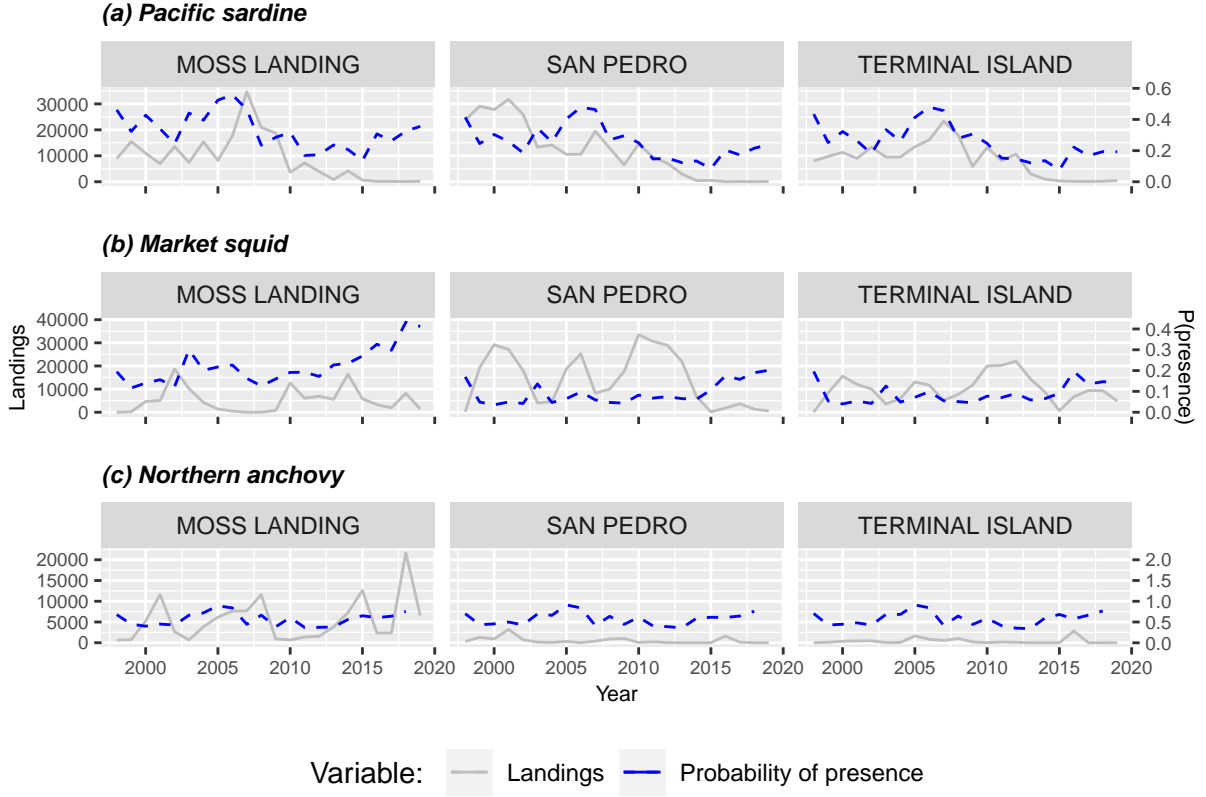 (a) Pacific sardine
MOSS LANDING SAN PEDRO TERMINAL ISLAND
30000
20000
10000
0
0.6
0.4
0.2
0.0
(b) Market squid
MOSS LANDING SAN PEDRO TERMINAL ISLAND
Landings
40000
30000
20000
10000
0
0.4
0.3
0.2
0.1
0.0
P(presence)
(c) Northern anchovy
MOSS LANDING SAN PEDRO TERMINAL ISLAND
20000
15000
10000
5000
0
2.0
1.5
1.0
0.5
0.0
2000 2005 2010 2015 2020 2000 2005 2010 2015 2020 2000 2005 2010 2015 2020
Year
Variable: Landings Probability of presence